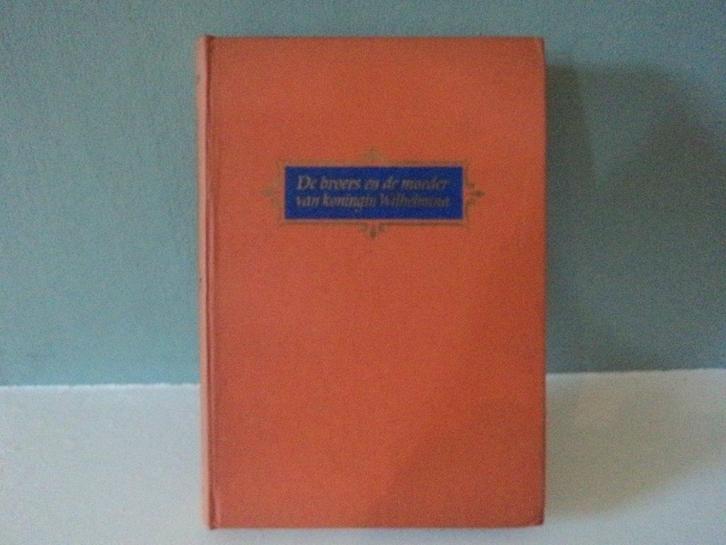 De broers en de moeder
van koningin Wilhelmina